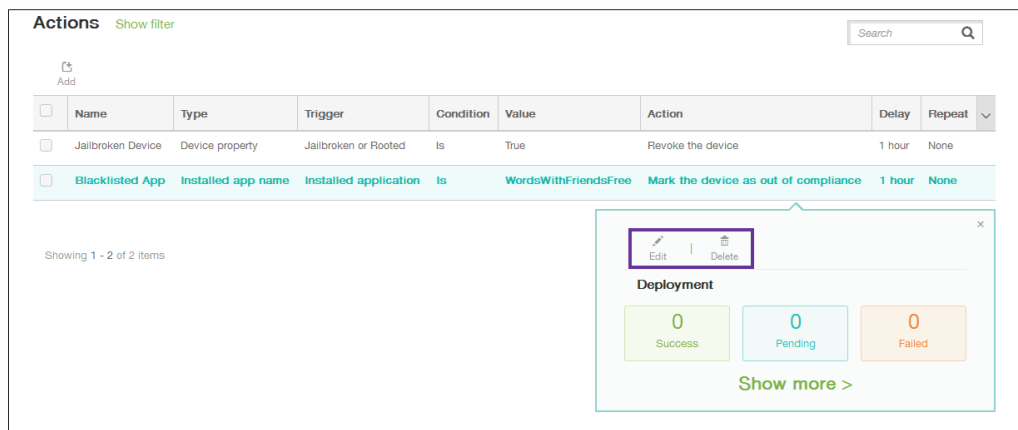 Actions Show filter
Search
Add
Name Type Trigger Condition Value Action Delay Repeat
Jailbroken Device Device property Jailbroken or Rooted Is True Revoke the device 1 hour None
Blacklisted App Installed app name Installed application Is WordsWithFriendsFree Mark the device as out of compliance 1 hour None
Showing 1 - 2 of 2 items
×
Edit | Delete
Deployment
0 0 0
Success Pending Failed
Show more >